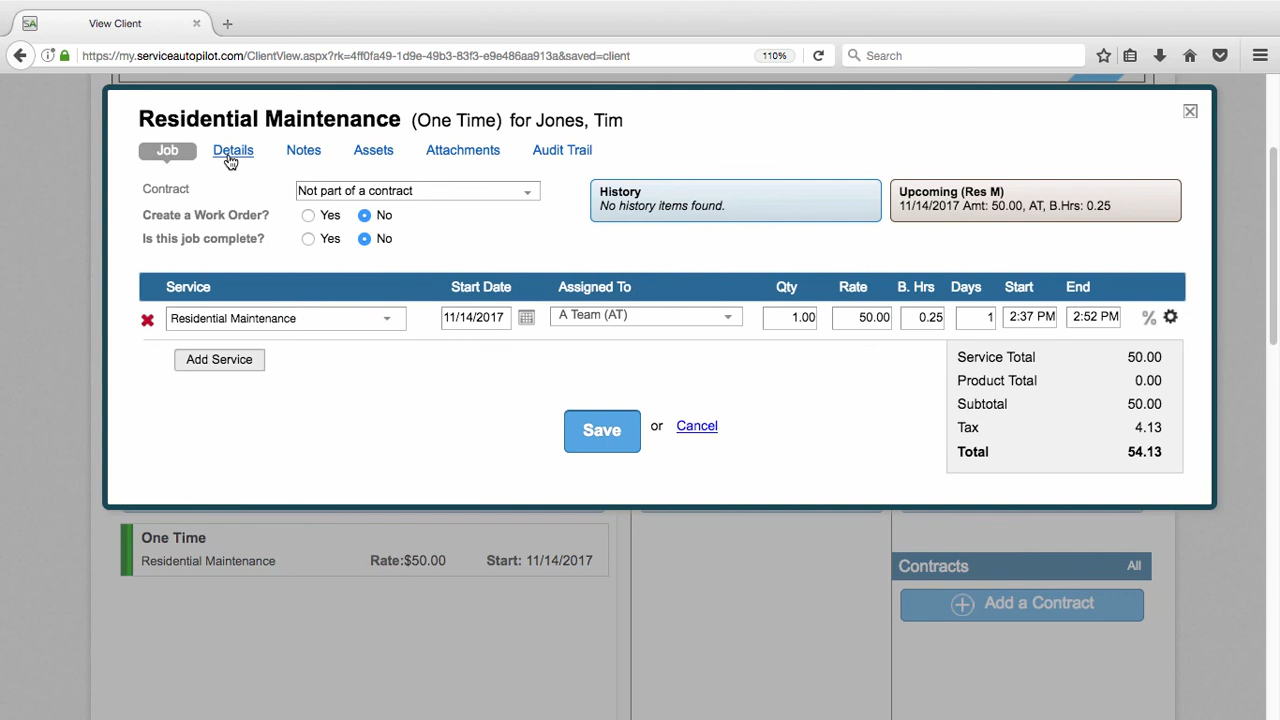 SA View Client
https://my.serviceautopilot.com/ClientView.aspx?rk=4ff0fa49-1d9e-49b3-83f3-e9e486aa913a&saved=client 110% Search
Residential Maintenance (One Time) for Jones, Tim
Job Details Notes Assets Attachments Audit Trail
Contract Not part of a contract
Create a Work Order? Yes No
Is this job complete? Yes No
History
No history items found.
Upcoming (Res M)
11/14/2017 Amt: 50.00, AT, B.Hrs: 0.25
Service Start Date Assigned To Qty Rate B. Hrs Days Start End
Residential Maintenance 11/14/2017 A Team (AT) 1.00 50.00 0.25 1 2:37 PM 2:52 PM %
Add Service
Service Total 50.00
Product Total 0.00
Subtotal 50.00
Tax 4.13
Total 54.13
Save or Cancel
One Time
Residential Maintenance Rate:$50.00 Start: 11/14/2017
Contracts All
Add a Contract